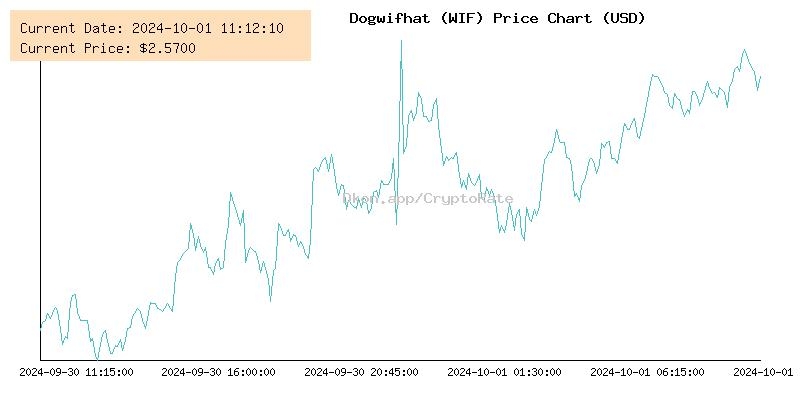 Dogwifhat (WIF) Price Chart (USD)
Current Date: 2024-10-01 11:12:10
Current Price: $2.5700
Dkon.app/CryptoRate
2024-09-30 11:15:00 2024-09-30 16:00:00 2024-09-30 20:45:00 2024-10-01 01:30:00 2024-10-01 06:15:00 2024-10-01